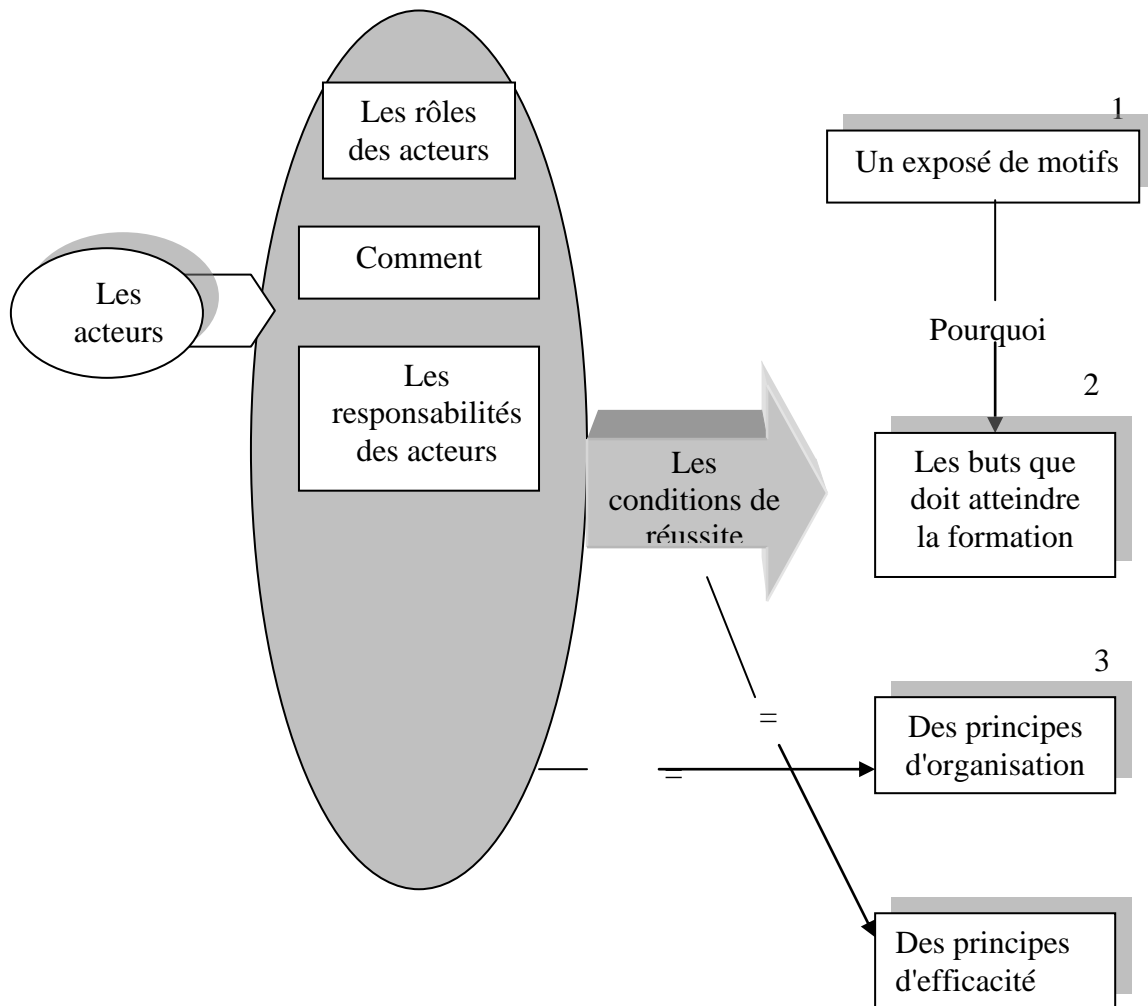 Les rôles
des acteurs
Comment
Les
acteurs
Les
responsabilités
des acteurs
Les
conditions de
réussite
1
Un exposé de motifs
Pourquoi
2
Les buts que
doit atteindre
la formation
3
=
Des principes
d'organisation
=
Des principes
d'efficacité